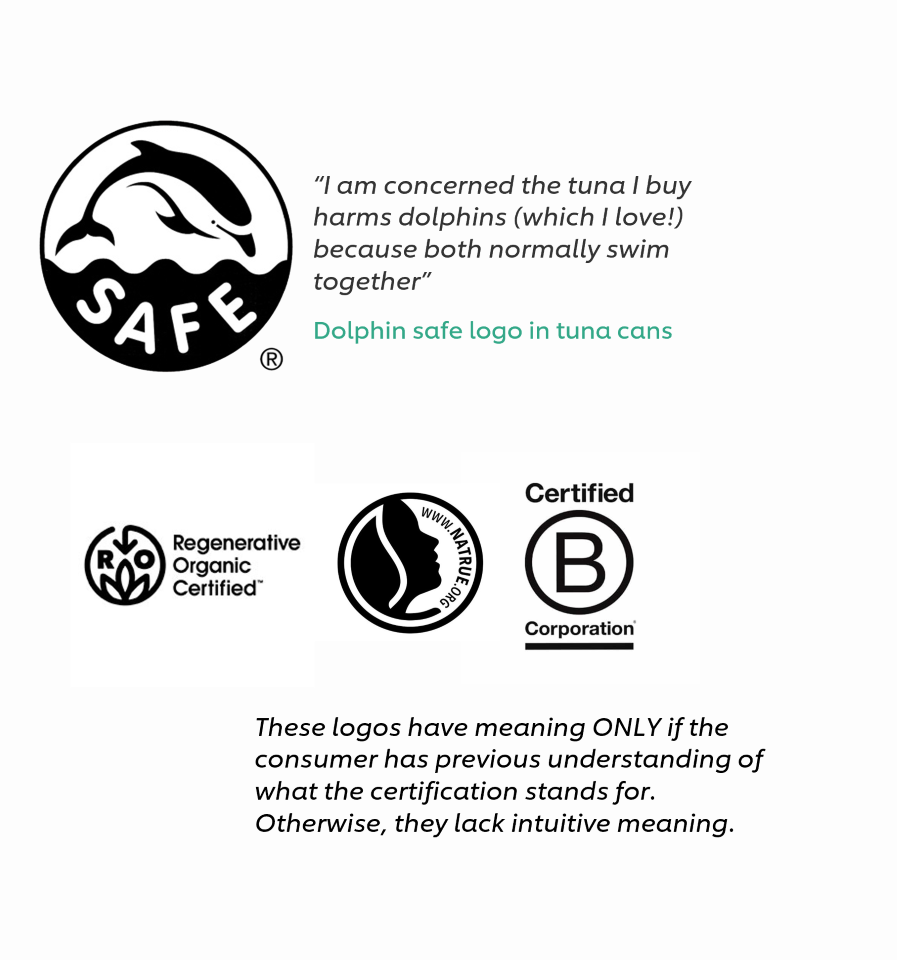 SAFE
®
“I am concerned the tuna I buy
harms dolphins (which I love!)
because both normally swim
together”
Dolphin safe logo in tuna cans
R O
Regenerative
Organic
Certified™
WWW.NATRUE.ORG
Certified
B
Corporation®
These logos have meaning ONLY if the
consumer has previous understanding of
what the certification stands for.
Otherwise, they lack intuitive meaning.